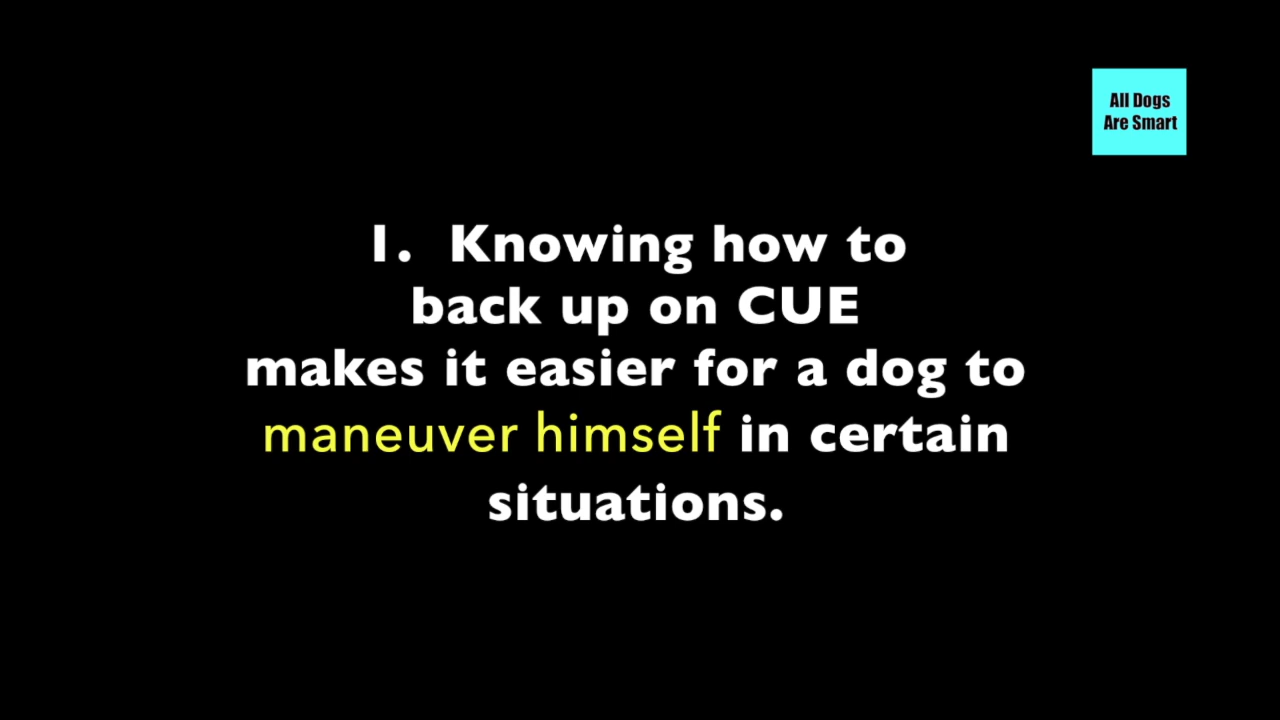 All Dogs
Are Smart
1. Knowing how to
back up on CUE
makes it easier for a dog to
maneuver himself in certain
situations.